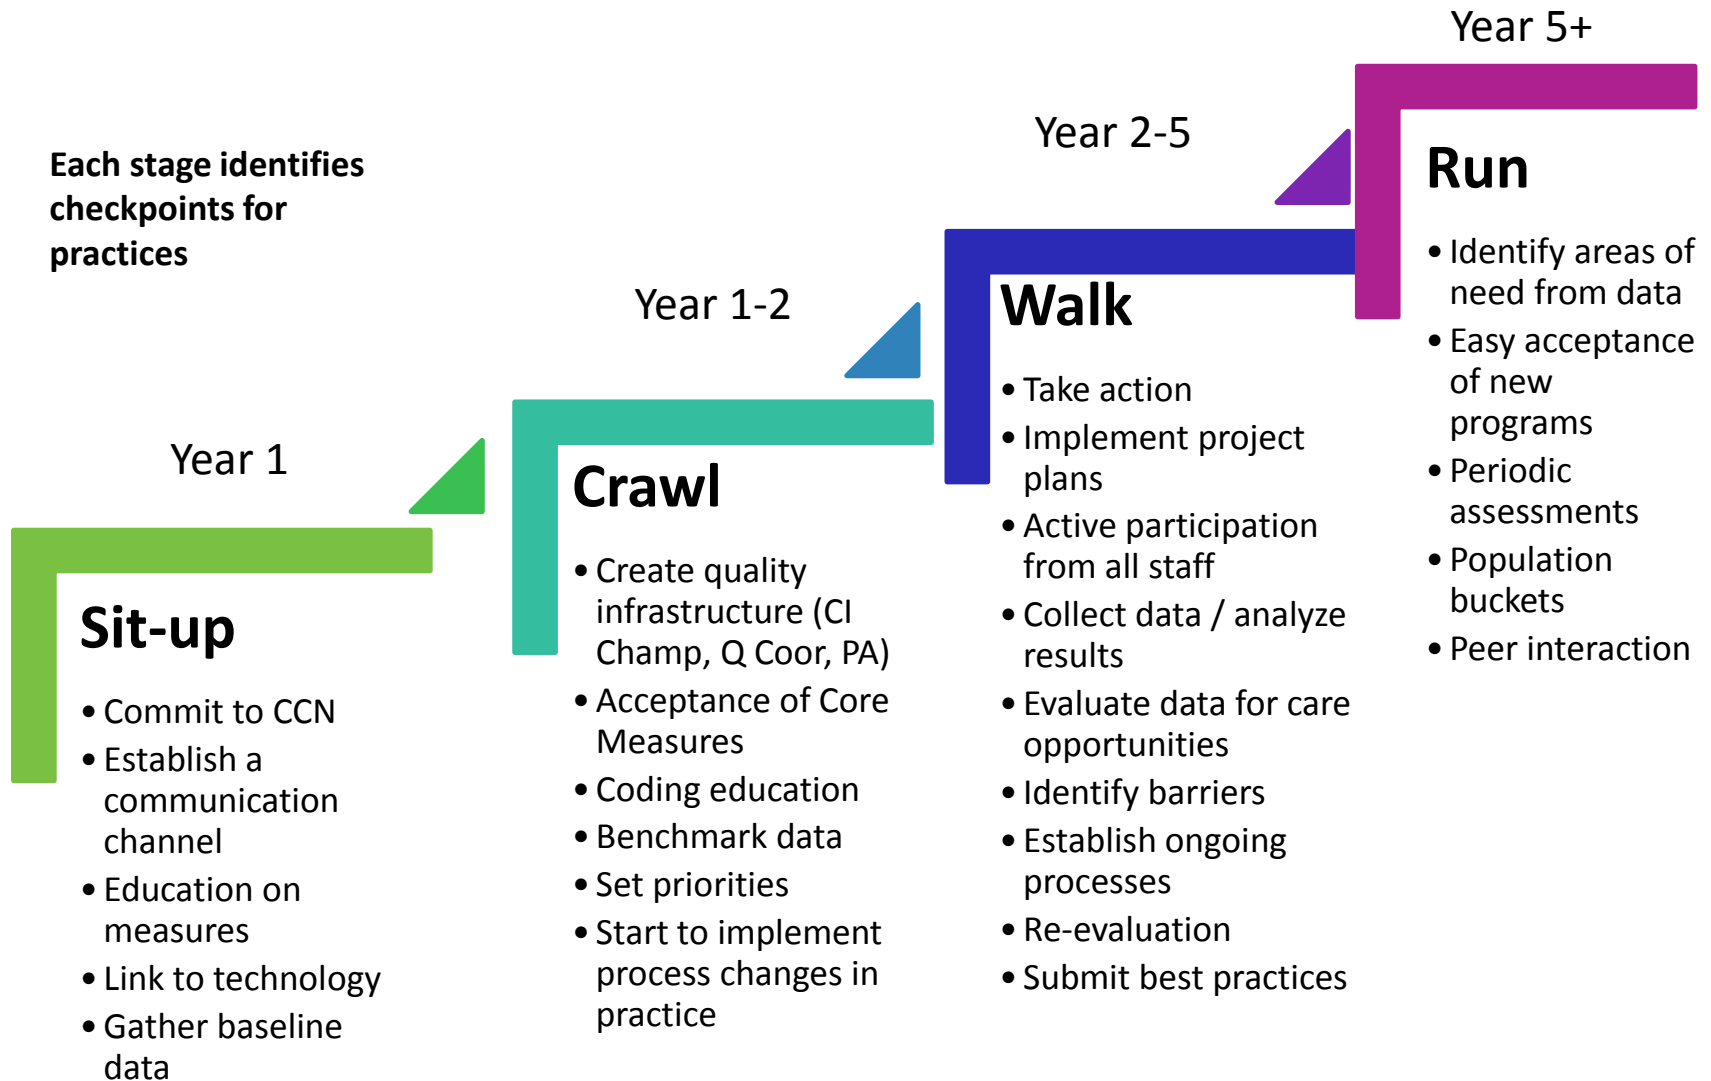 Each stage identifies
checkpoints for
practices
Year 1
Sit-up
• Commit to CCN
• Establish a
communication
channel
• Education on
measures
• Link to technology
• Gather baseline
data
Year 1-2
Crawl
• Create quality
infrastructure (CI
Champ, Q Coor, PA)
• Acceptance of Core
Measures
• Coding education
• Benchmark data
• Set priorities
• Start to implement
process changes in
practice
Year 2-5
Walk
• Take action
• Implement project
plans
• Active participation
from all staff
• Collect data / analyze
results
• Evaluate data for care
opportunities
• Identify barriers
• Establish ongoing
processes
• Re-evaluation
• Submit best practices
Year 5+
Run
• Identify areas of
need from data
• Easy acceptance
of new
programs
• Periodic
assessments
• Population
buckets
• Peer interaction